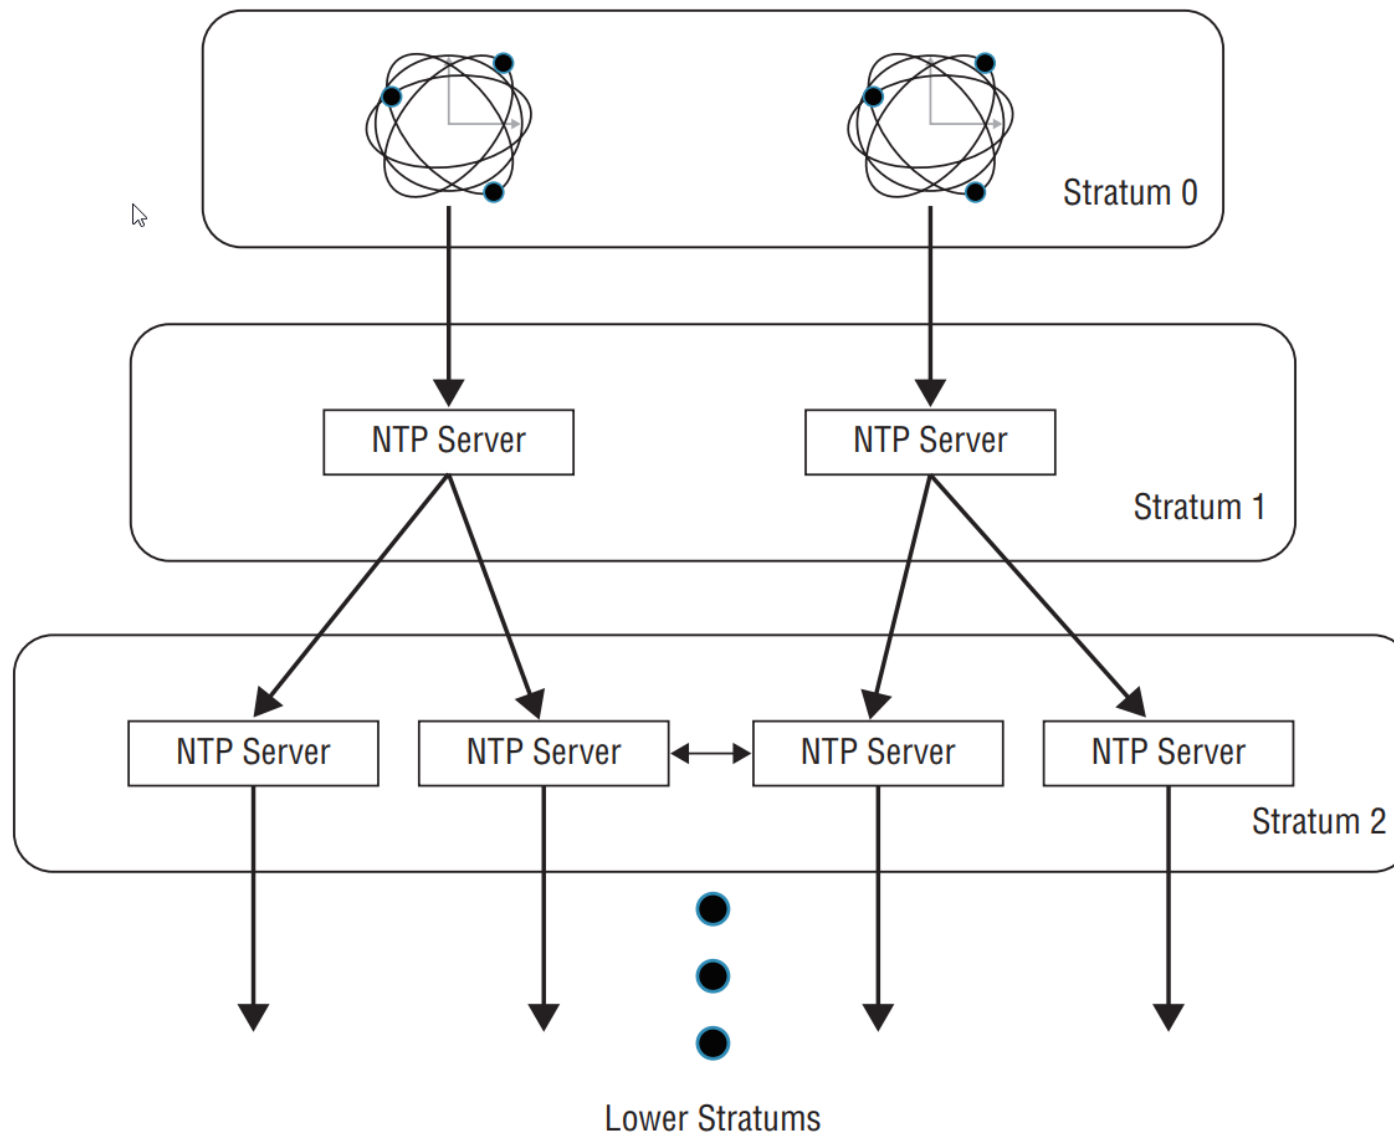 Stratum 0
NTP Server
NTP Server
Stratum 1
NTP Server
NTP Server
NTP Server
NTP Server
Stratum 2
Lower Stratums